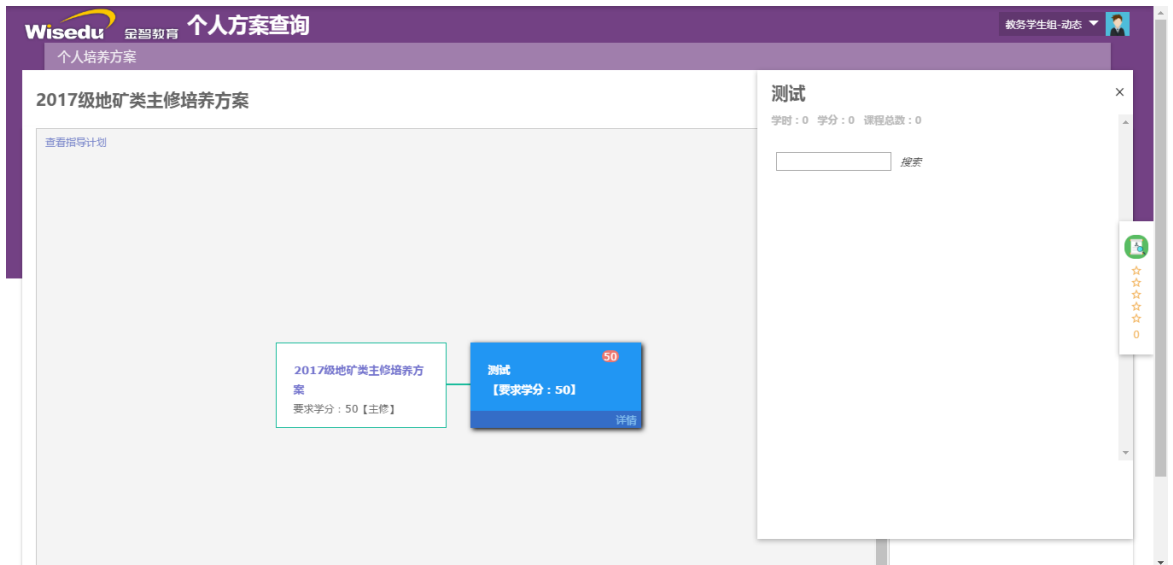 Wisedu 金智教育 个人方案查询
教务学生组-动态
个人培养方案
2017级地矿类主修培养方案
查看指导计划
2017级地矿类主修培养方
案
要求学分：50【主修】
50
测试
【要求学分：50】
详情
测试
×
学时：0 学分：0 课程总数：0
搜索
0